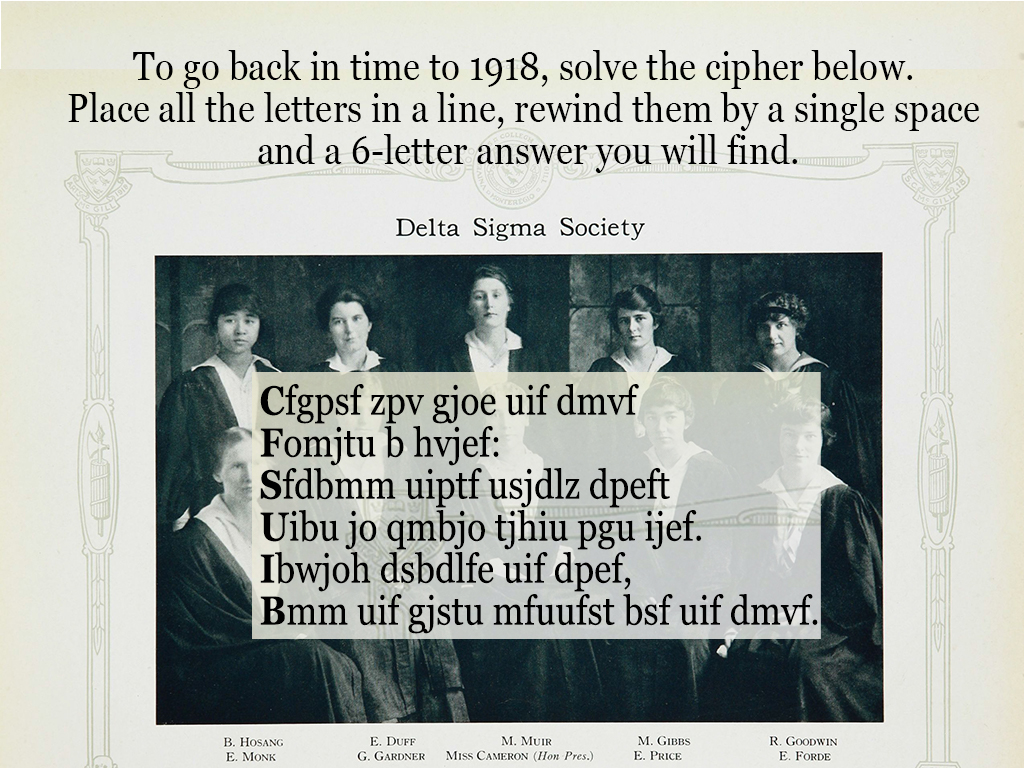 To go back in time to 1918, solve the cipher below.
Place all the letters in a line, rewind them by a single space
and a 6-letter answer you will find.
Delta Sigma Society
Cfgpsf zpv gjoe uif dmvf
Fomjtu b hvjef:
Sfdbmm uiptf usjdlz dpeft
Uibu jo qmbjo tjhiu pgu ijef.
Ibwjoh dsbdlfe uif dpef,
Bmm uif gjstu mfuufst bsf uif dmvf.
B. Hosang E. Duff M. Muir M. Gibbs R. Goodwin
E. Monk G. Gardner Miss Cameron (Hon Pres.) E. Price E. Forde